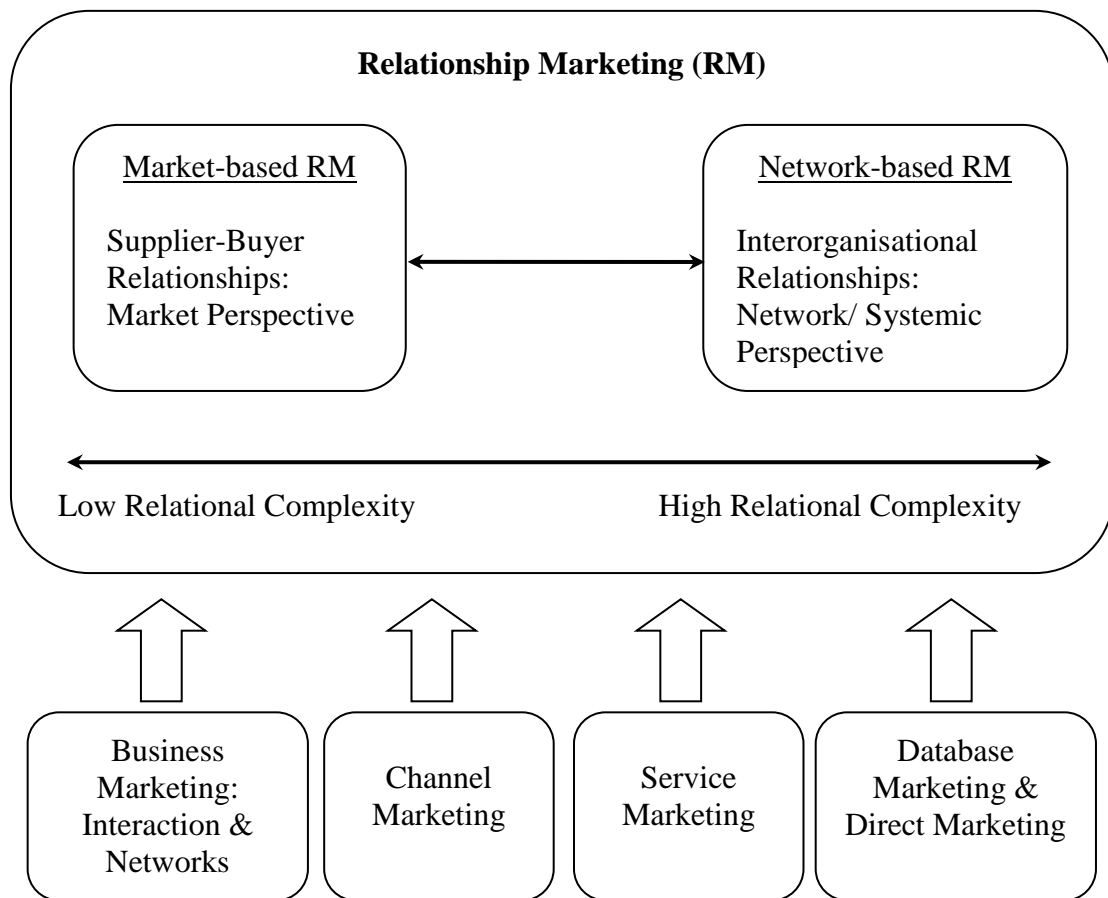 Relationship Marketing (RM)
Market-based RM
Supplier-Buyer
Relationships:
Market Perspective
Network-based RM
Interorganisational
Relationships:
Network/ Systemic
Perspective
Low Relational Complexity
High Relational Complexity
Business
Marketing:
Interaction &
Networks
Channel
Marketing
Service
Marketing
Database
Marketing &
Direct Marketing